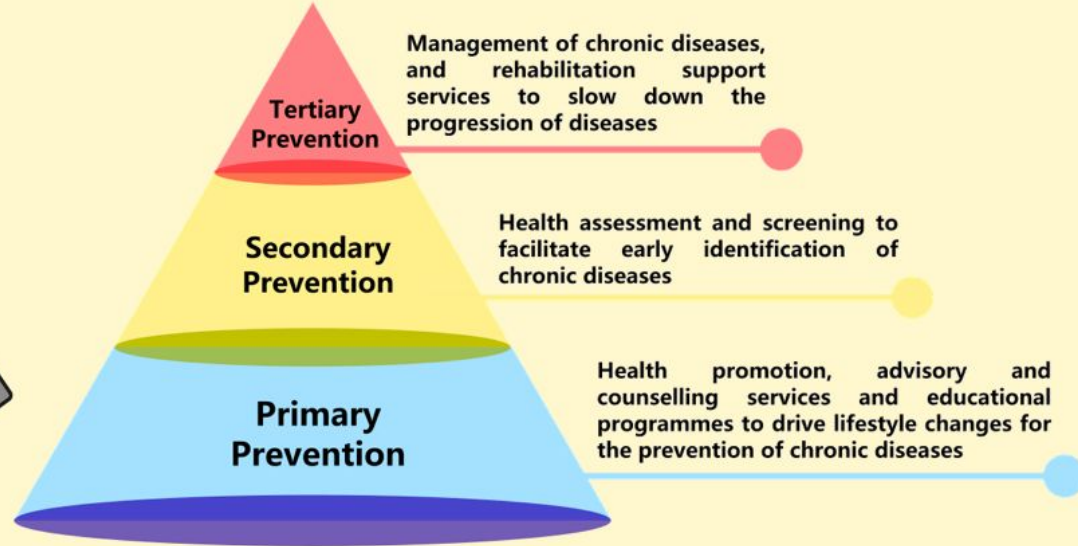 Tertiary
Prevention
Management of chronic diseases,
and rehabilitation support
services to slow down the
progression of diseases
Secondary
Prevention
Health assessment and screening to
facilitate early identification of
chronic diseases
Primary
Prevention
Health promotion, advisory and
counselling services and educational
programmes to drive lifestyle changes for
the prevention of chronic diseases